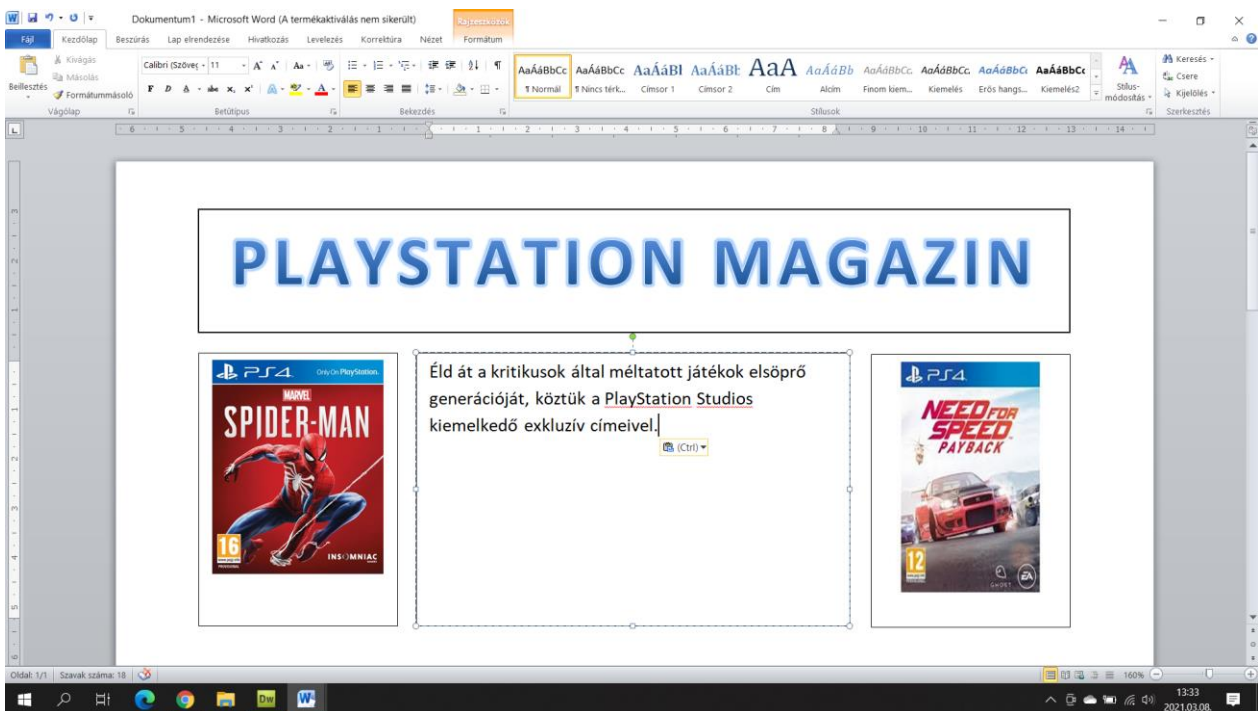 Dokumentum1 - Microsoft Word (A termékaktiválás nem sikerült)
Rajzeszközök
Fájl Kezdőlap Beszúrás Lap elrendezése Hivatkozás Levelezés Korrektúra Nézet Formátum
Beillesztés
Kivágás
Másolás
Formátummásoló
Vágólap
Calibri (Szöveg 11
Betűtípus
Bekezdés
AaÁáBbCc AaÁáBbCc AaÁáBl AaÁáBb AaA AaÁáBb AaÁáBbCc AaÁáBbCc AaÁáBbCc AaÁáBbCc
¶ Normál ¶ Nincs térk... Címsor 1 Címsor 2 Cím Alcím Finom kiem... Kiemelés Erős hangs... Kiemelés2
Stílusok
Stílus-
módosítás
Keresés
Csere
Kijelölés
Szerkesztés
PLAYSTATION MAGAZIN
PS4 Only On PlayStation.
MARVEL
SPIDER-MAN
16
INSOMNIAC
Éld át a kritikusok által méltatott játékok elsöprő
generációját, köztük a PlayStation Studios
kiemelkedő exkluzív címeivel.
(Ctrl)
PS4
NEED FOR
SPEED
PAYBACK
12
GHOST
EA
Oldal: 1/1 Szavak száma: 18
160%
Dw
W
13:33
2021.03.08.